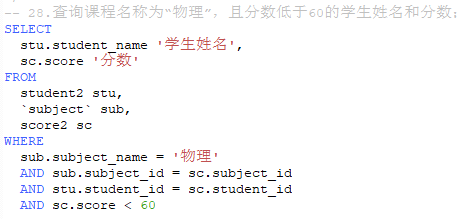 -- 28.查询课程名称为“物理”，且分数低于60的学生姓名和分数;
SELECT
stu.student_name '学生姓名',
sc.score '分数'
FROM
student2 stu,
`subject` sub,
score2 sc
WHERE
sub.subject_name = '物理'
AND sub.subject_id = sc.subject_id
AND stu.student_id = sc.student_id
AND sc.score < 60